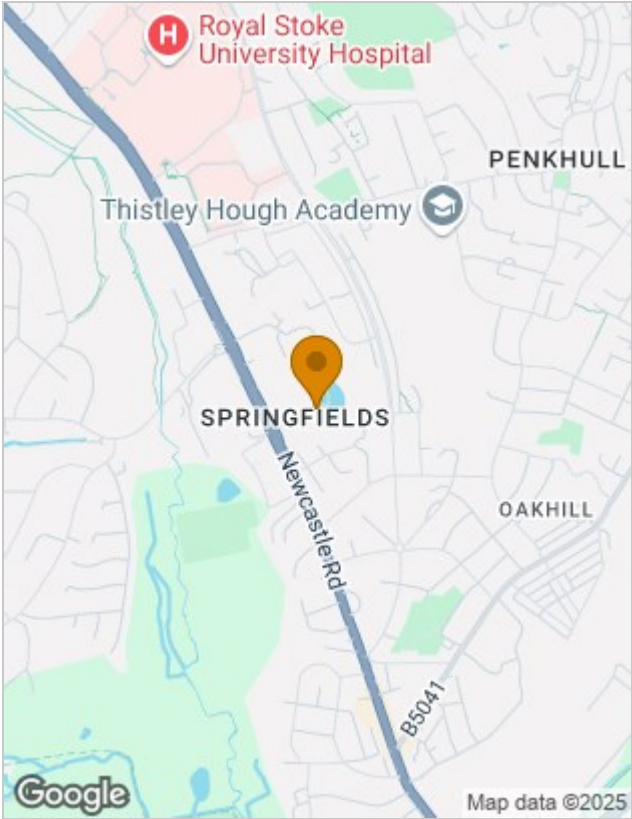 H
Royal Stoke
University Hospital
PENKHULL
Thistley Hough Academy
SPRINGFIELDS
Newcastle Rd
OAKHILL
B5041
Google
Map data ©2025